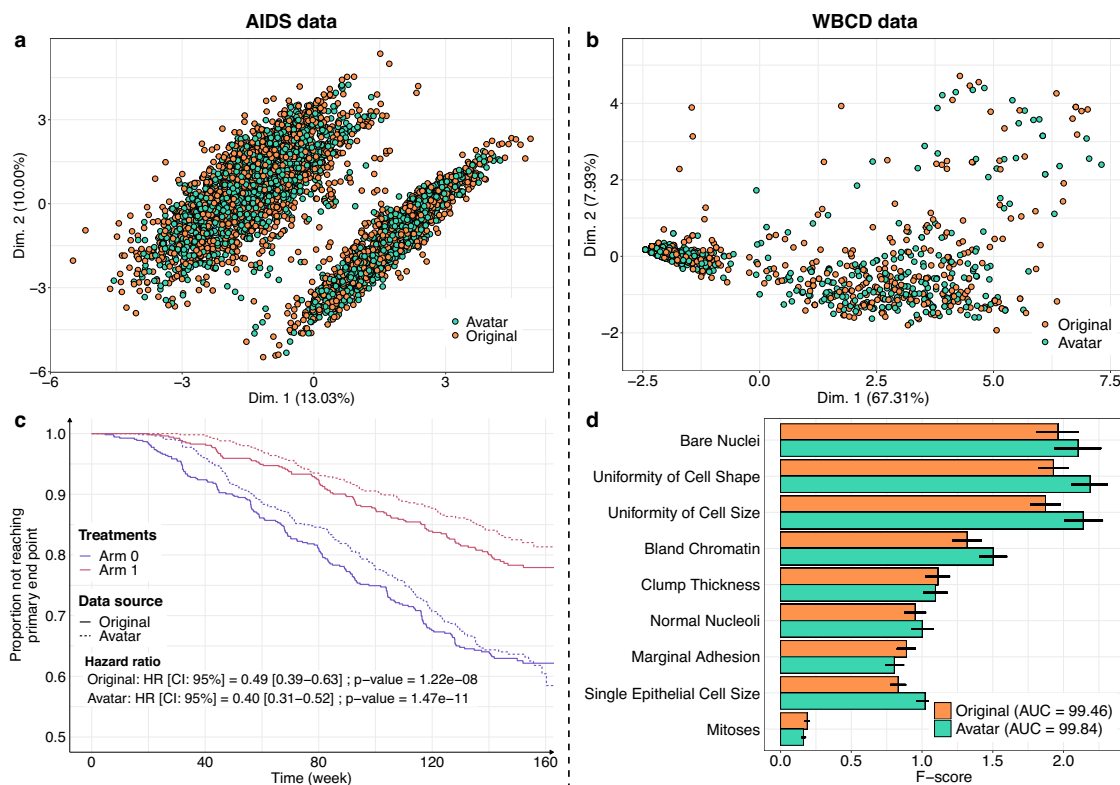 AIDS data
WBCD data
a
Dim. 2 (10.00%)
3
0
−3
−6
−6
−3
0
3
Dim. 1 (13.03%)
Avatar
Original
b
Dim. 2 (7.93%)
4
2
0
−2
−2.5
0.0
2.5
5.0
7.5
Dim. 1 (67.31%)
Original
Avatar
c
Proportion not reaching
primary end point
1.0
0.9
0.8
0.7
0.6
0.5
Treatments
Arm 0
Arm 1
Data source
Original
Avatar
Hazard ratio
Original: HR [CI: 95%] = 0.49 [0.39−0.63] ; p−value = 1.22e−08
Avatar: HR [CI: 95%] = 0.40 [0.31−0.52] ; p−value = 1.47e−11
0
40
80
120
160
Time (week)
d
Bare Nuclei
Uniformity of Cell Shape
Uniformity of Cell Size
Bland Chromatin
Clump Thickness
Normal Nucleoli
Marginal Adhesion
Single Epithelial Cell Size
Mitoses
Original (AUC = 99.46)
Avatar (AUC = 99.84)
0.0
0.5
1.0
1.5
2.0
F−score